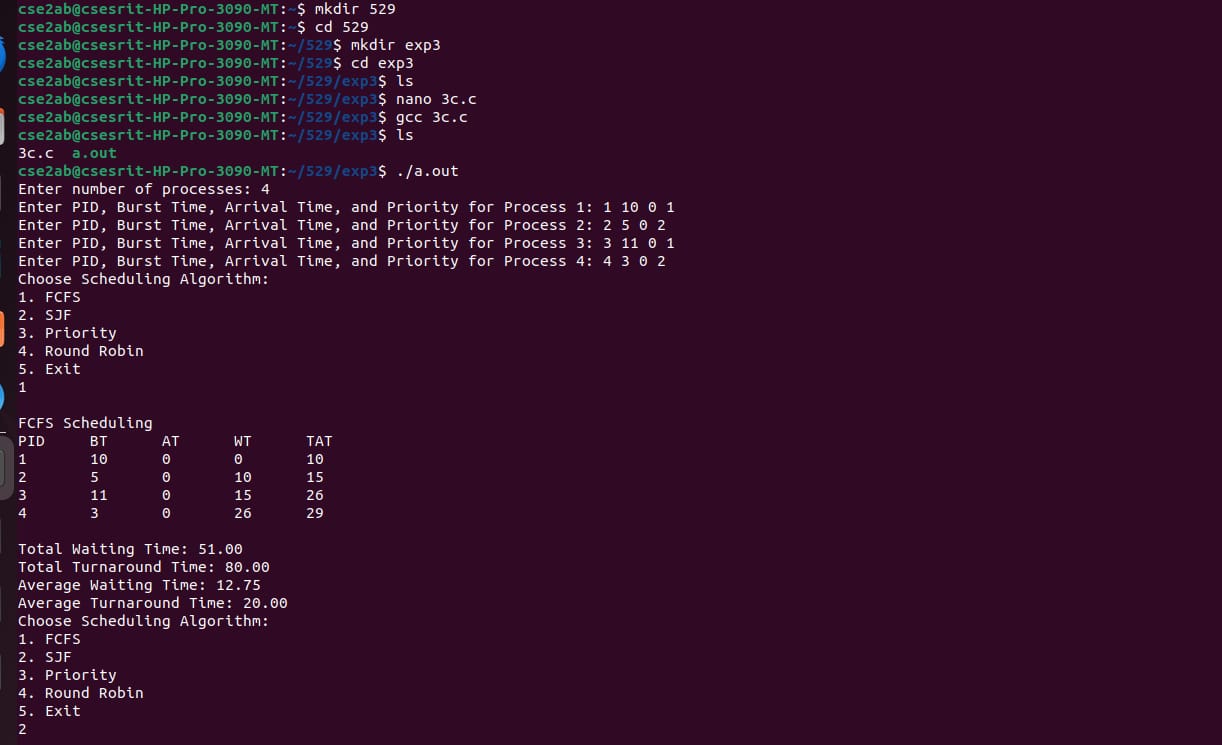 cse2ab@csesrit-HP-Pro-3090-MT:~$ mkdir 529
cse2ab@csesrit-HP-Pro-3090-MT:~$ cd 529
cse2ab@csesrit-HP-Pro-3090-MT:~/529$ mkdir exp3
cse2ab@csesrit-HP-Pro-3090-MT:~/529$ cd exp3
cse2ab@csesrit-HP-Pro-3090-MT:~/529/exp3$ ls
cse2ab@csesrit-HP-Pro-3090-MT:~/529/exp3$ nano 3c.c
cse2ab@csesrit-HP-Pro-3090-MT:~/529/exp3$ gcc 3c.c
cse2ab@csesrit-HP-Pro-3090-MT:~/529/exp3$ ls
3c.c  a.out
cse2ab@csesrit-HP-Pro-3090-MT:~/529/exp3$ ./a.out
Enter number of processes: 4
Enter PID, Burst Time, Arrival Time, and Priority for Process 1: 1 10 0 1
Enter PID, Burst Time, Arrival Time, and Priority for Process 2: 2 5 0 2
Enter PID, Burst Time, Arrival Time, and Priority for Process 3: 3 11 0 1
Enter PID, Burst Time, Arrival Time, and Priority for Process 4: 4 3 0 2
Choose Scheduling Algorithm:
1. FCFS
2. SJF
3. Priority
4. Round Robin
5. Exit
1
FCFS Scheduling
PID     BT      AT      WT      TAT
1       10      0       0       10
2       5       0       10      15
3       11      0       15      26
4       3       0       26      29
Total Waiting Time: 51.00
Total Turnaround Time: 80.00
Average Waiting Time: 12.75
Average Turnaround Time: 20.00
Choose Scheduling Algorithm:
1. FCFS
2. SJF
3. Priority
4. Round Robin
5. Exit
2